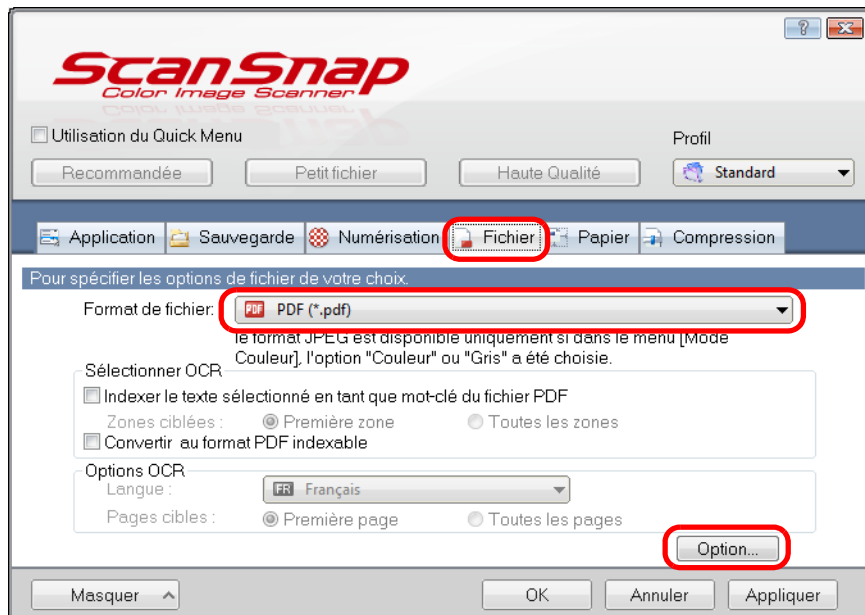 ScanSnap
Color Image Scanner
Utilisation du Quick Menu
Profil
Recommandée
Petit fichier
Haute Qualité
Standard
Application
Sauvegarde
Numérisation
Fichier
Papier
Compression
Pour spécifier les options de fichier de votre choix.
Format de fichier:
PDF
PDF (*.pdf)
le format JPEG est disponible uniquement si dans le menu [Mode
Couleur], l'option "Couleur" ou "Gris" a été choisie.
Sélectionner OCR
Indexer le texte sélectionné en tant que mot-clé du fichier PDF
Zones ciblées :
Première zone
Toutes les zones
Convertir au format PDF indexable
Options OCR
Langue :
FR
Français
Pages cibles :
Première page
Toutes les pages
Option...
Masquer
OK
Annuler
Appliquer